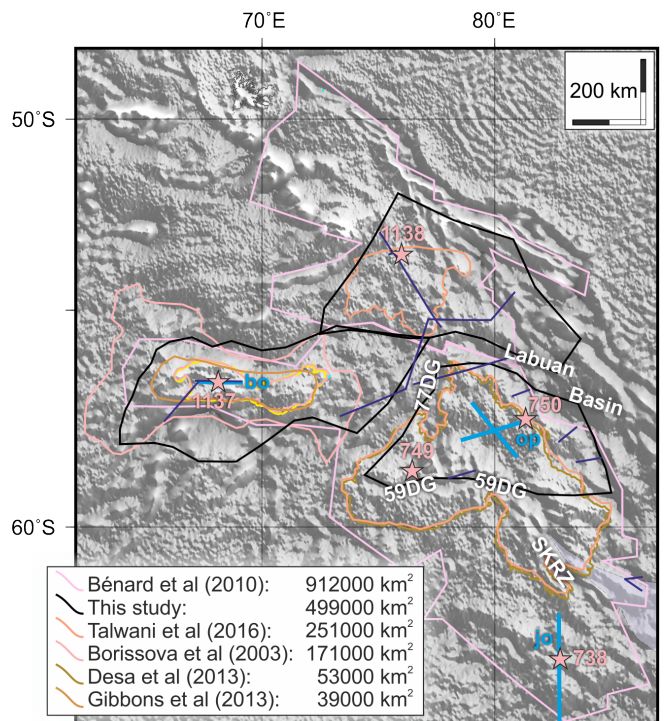 70°E 80°E
50°S
200 km
1138
Labuan
Basin
bo
1137
77DG
750
op
749
59DG 59DG
60°S
SKRZ
jo
738
Bénard et al (2010): 912000 km²
This study: 499000 km²
Talwani et al (2016): 251000 km²
Borissova et al (2003): 171000 km²
Desa et al (2013): 53000 km²
Gibbons et al (2013): 39000 km²